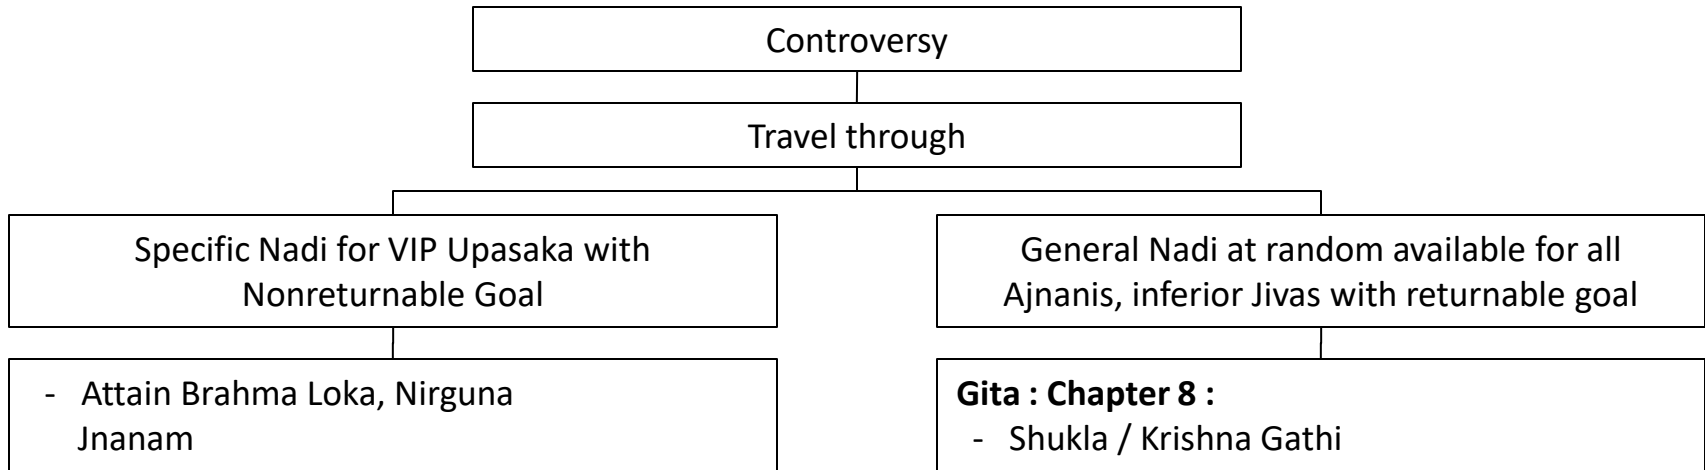 Controversy
Travel through
Specific Nadi for VIP Upasaka with
Nonreturnable Goal
General Nadi at random available for all
Ajnanis, inferior Jivas with returnable goal
- Attain Brahma Loka, Nirguna
Jnanam
Gita : Chapter 8 :
- Shukla / Krishna Gathi